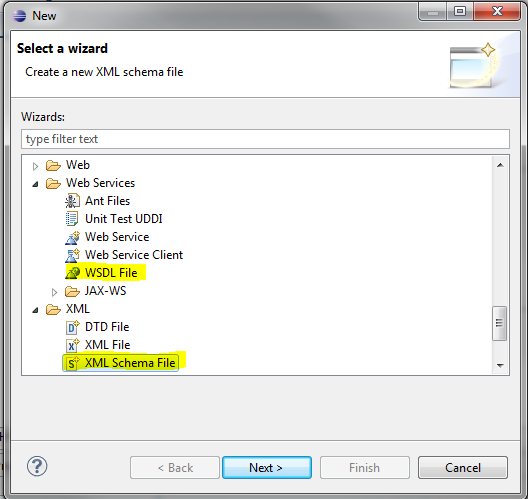 New
Select a wizard
Create a new XML schema file
Wizards:
type filter text
Web
Web Services
Ant Files
Unit Test UDDI
Web Service
Web Service Client
WSDL File
JAX-WS
XML
DTD File
XML File
XML Schema File
? < Back Next > Finish Cancel